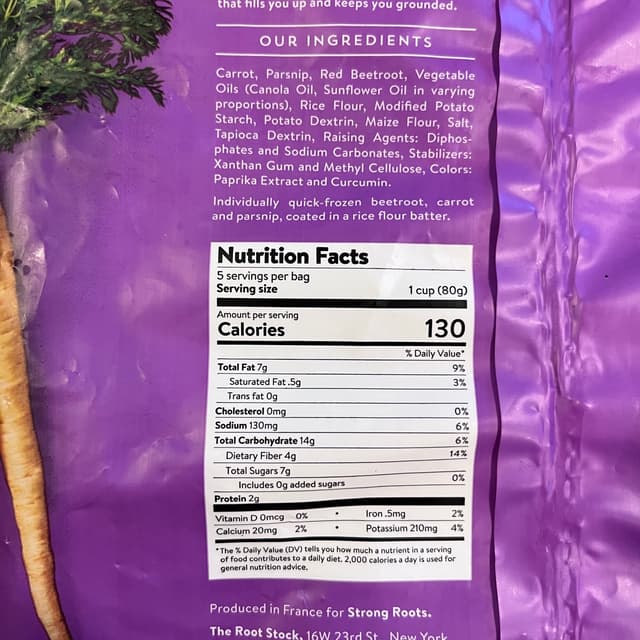 that fills you up and keeps you grounded.
OUR INGREDIENTS
Carrot, Parsnip, Red Beetroot, Vegetable
Oils (Canola Oil, Sunflower Oil in varying
proportions), Rice Flour, Modified Potato
Starch, Potato Dextrin, Maize Flour, Salt,
Tapioca Dextrin, Raising Agents: Diphos-
phates and Sodium Carbonates, Stabilizers:
Xanthan Gum and Methyl Cellulose, Colors:
Paprika Extract and Curcumin.
Individually quick-frozen beetroot, carrot
and parsnip, coated in a rice flour batter.
Nutrition Facts
5 servings per bag
Serving size 1 cup (80g)
Amount per serving
Calories 130
% Daily Value*
Total Fat 7g 9%
Saturated Fat .5g 3%
Trans fat 0g
Cholesterol 0mg 0%
Sodium 130mg 6%
Total Carbohydrate 14g 6%
Dietary Fiber 4g 14%
Total Sugars 7g
Includes 0g added sugars 0%
Protein 2g
Vitamin D 0mcg 0% • Iron .5mg 2%
Calcium 20mg 2% • Potassium 210mg 4%
*The % Daily Value (DV) tells you how much a nutrient in a serving
of food contributes to a daily diet. 2,000 calories a day is used for
general nutrition advice.
Produced in France for Strong Roots.
The Root Stock, 16W 23rd St., New York